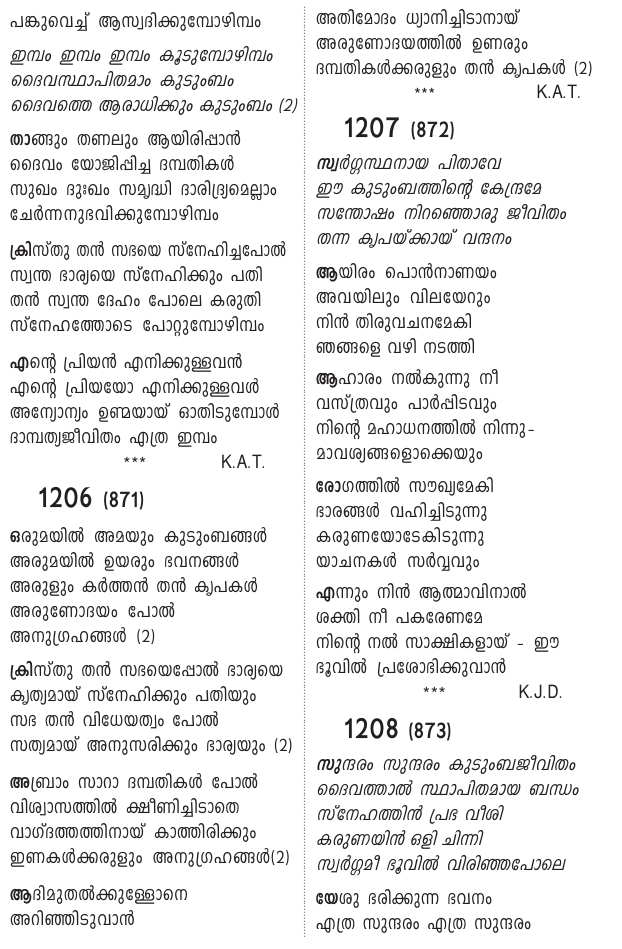 പങ്കുവെച്ച് ആസ്വദിക്കുമ്പോഴിമ്പം
ഇമ്പം ഇമ്പം ഇമ്പം കൂടുമ്പോഴിമ്പം
ദൈവസ്ഥാപിതമാം കുടുംബം
ദൈവത്തെ ആരാധിക്കും കുടുംബം (2)
താങ്ങും തണലും ആയിരിപ്പാൻ
ദൈവം യോജിപ്പിച്ച ദമ്പതികൾ
സുഖം ദുഃഖം സമൃദ്ധി ദാരിദ്ര്യമെല്ലാം
ചേർന്നനുഭവിക്കുമ്പോഴിമ്പം
ക്രിസ്തു തൻ സഭയെ സ്നേഹിച്ചപോൽ
സ്വന്ത ഭാര്യയെ സ്നേഹിക്കും പതി
തൻ സ്വന്ത ദേഹം പോലെ കരുതി
സ്നേഹത്തോടെ പോറ്റുമ്പോഴിമ്പം
എന്റെ പ്രിയൻ എനിക്കുള്ളവൻ
എന്റെ പ്രിയയോ എനിക്കുള്ളവൾ
അന്യോന്യം ഉണ്മയായ് ഓതിടുമ്പോൾ
ദാമ്പത്യജീവിതം എത്ര ഇമ്പം
*** K.A.T.
1206 (871)
ഒരുമയിൽ അമയും കുടുംബങ്ങൾ
അരുമയിൽ ഉയരും ഭവനങ്ങൾ
അരുളും കർത്തൻ തൻ കൃപകൾ
അരുണോദയം പോൽ
അനുഗ്രഹങ്ങൾ (2)
ക്രിസ്തു തൻ സഭയെപ്പോൽ ഭാര്യയെ
കൃത്യമായ് സ്നേഹിക്കും പതിയും
സഭ തൻ വിധേയത്വം പോൽ
സത്യമായ് അനുസരിക്കും ഭാര്യയും (2)
അബ്രാം സാറാ ദമ്പതികൾ പോൽ
വിശ്വാസത്തിൽ ക്ഷീണിച്ചിടാതെ
വാഗ്ദത്തത്തിനായ് കാത്തിരിക്കും
ഇണകൾക്കരുളും അനുഗ്രഹങ്ങൾ(2)
ആദിമുതൽക്കുള്ളോനെ
അറിഞ്ഞിടുവാൻ
അതിമോദം ധ്യാനിച്ചിടാനായ്
അരുണോദയത്തിൽ ഉണരും
ദമ്പതികൾക്കരുളും തൻ കൃപകൾ (2)
*** K.A.T.
1207 (872)
സ്വർഗ്ഗസ്ഥനായ പിതാവേ
ഈ കുടുംബത്തിന്റെ കേന്ദ്രമേ
സന്തോഷം നിറഞ്ഞൊരു ജീവിതം
തന്ന കൃപയ്ക്കായ് വന്ദനം
ആയിരം പൊൻനാണയം
അവയിലും വിലയേറും
നിൻ തിരുവചനമേകി
ഞങ്ങളെ വഴി നടത്തി
ആഹാരം നൽകുന്നു നീ
വസ്ത്രവും പാർപ്പിടവും
നിന്റെ മഹാധനത്തിൽ നിന്നു-
മാവശ്യങ്ങളൊക്കെയും
രോഗത്തിൽ സൗഖ്യമേകി
ഭാരങ്ങൾ വഹിച്ചിടുന്നു
കരുണയോടേകിടുന്നു
യാചനകൾ സർവ്വവും
എന്നും നിൻ ആത്മാവിനാൽ
ശക്തി നീ പകരേണമേ
നിന്റെ നൽ സാക്ഷികളായ് - ഈ
ഭൂവിൽ പ്രശോഭിക്കുവാൻ
*** K.J.D.
1208 (873)
സുന്ദരം സുന്ദരം കുടുംബജീവിതം
ദൈവത്താൽ സ്ഥാപിതമായ ബന്ധം
സ്നേഹത്തിൻ പ്രഭ വീശി
കരുണയിൻ ഒളി ചിന്നി
സ്വർഗ്ഗമീ ഭൂവിൽ വിരിഞ്ഞപോലെ
യേശു ഭരിക്കുന്ന ഭവനം
എത്ര സുന്ദരം എത്ര സുന്ദരം